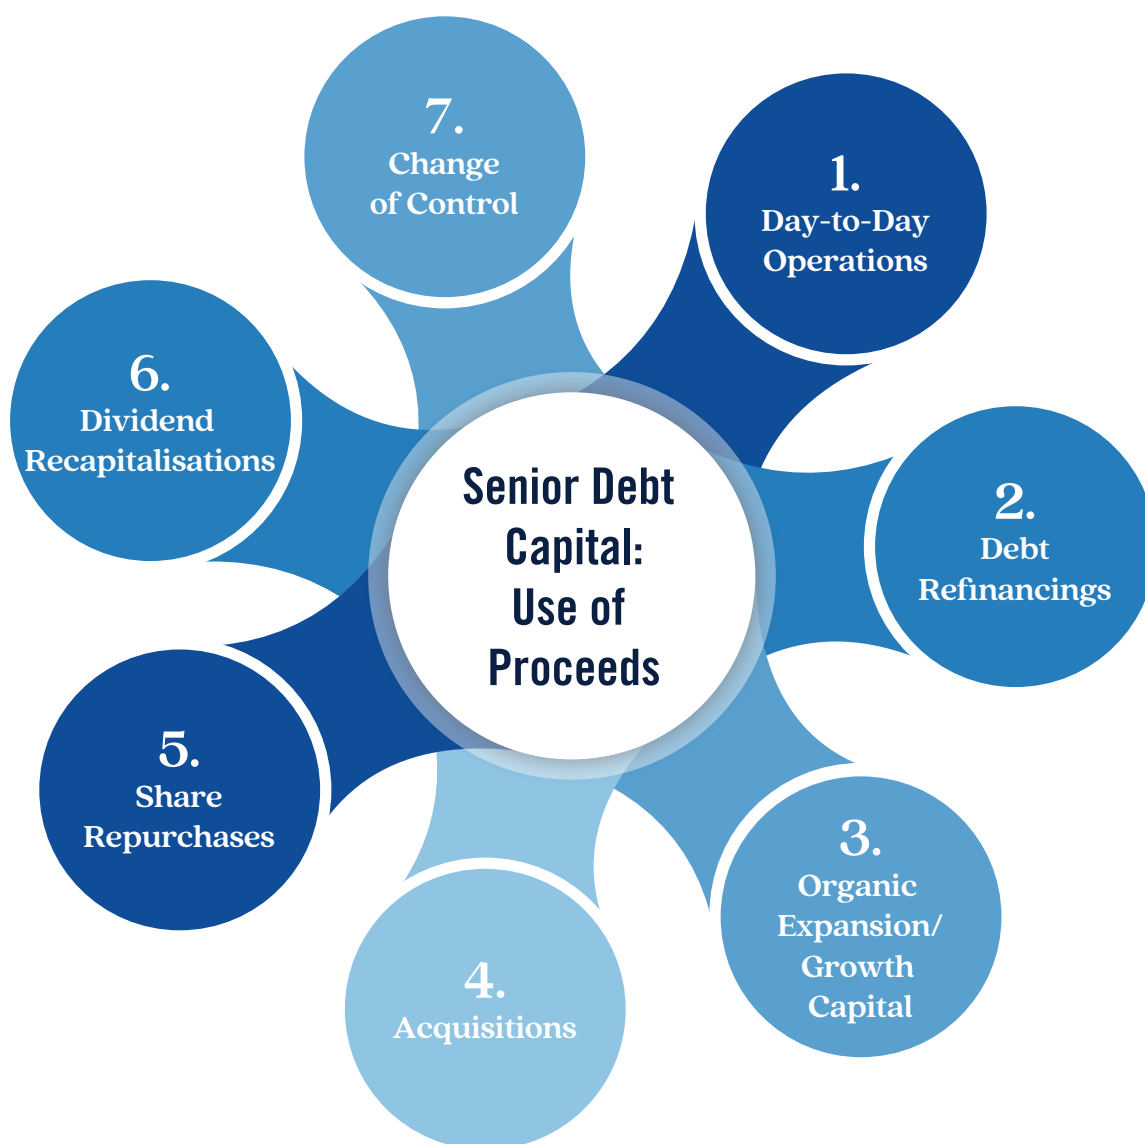 Senior Debt
Capital:
Use of
Proceeds
1.
Day-to-Day
Operations
2.
Debt
Refinancings
3.
Organic
Expansion/
Growth
Capital
4.
Acquisitions
5.
Share
Repurchases
6.
Dividend
Recapitalisations
7.
Change
of Control